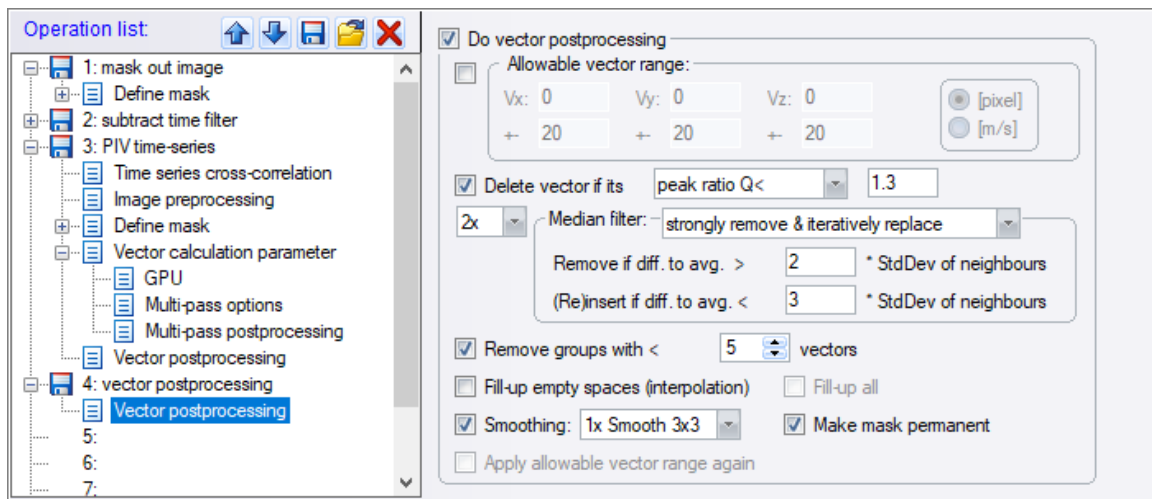 Operation list:
1: mask out image
Define mask
2: subtract time filter
3: PIV time-series
Time series cross-correlation
Image preprocessing
Define mask
Vector calculation parameter
GPU
Multi-pass options
Multi-pass postprocessing
Vector postprocessing
4: vector postprocessing
Vector postprocessing
5:
6:
7:
Do vector postprocessing
Allowable vector range:
Vx: 0 Vy: 0 Vz: 0 [pixel]
+- 20 +- 20 +- 20 [m/s]
Delete vector if its peak ratio Q< 1.3
2x Median filter: strongly remove & iteratively replace
Remove if diff. to avg. > 2 * StdDev of neighbours
(Re)insert if diff. to avg. < 3 * StdDev of neighbours
Remove groups with < 5 vectors
Fill-up empty spaces (interpolation) Fill-up all
Smoothing: 1x Smooth 3x3 Make mask permanent
Apply allowable vector range again